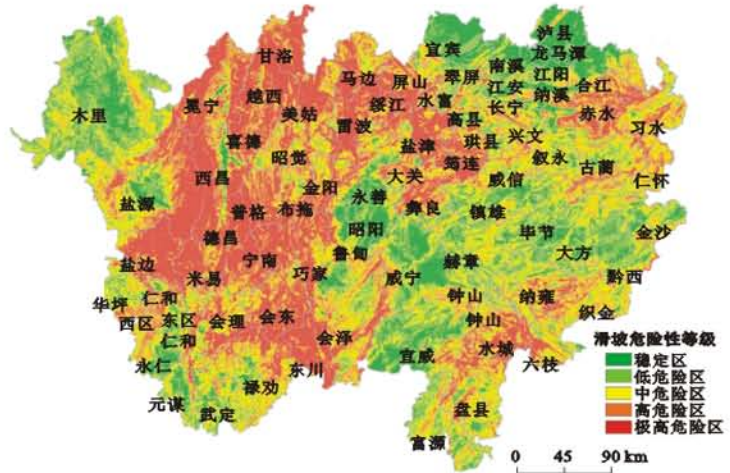 泸县
甘洛
宜宾
龙马潭
马边
屏山
翠屏
南溪
江阳
越西
绥江
水富
江安
纳溪
合江
冕宁
美姑
长宁
赤水
木里
雷波
高县
习水
喜德
盐津
珙县
兴文
昭觉
筠连
叙永
古蔺
西昌
金阳
大关
威信
仁怀
盐源
永善
普格
布拖
彝良
镇雄
昭阳
毕节
金沙
德昌
鲁甸
大方
盐边
宁南
赫章
米易
巧家
威宁
黔西
华坪
仁和
钟山
纳雍
西区
东区
会理
会东
钟山
织金
仁和
会泽
滑坡危险性等级
永仁
宜威
水城
稳定区
东川
六枝
低危险区
禄劝
中危险区
元谋
武定
盘县
高危险区
富源
极高危险区
0 45 90 km